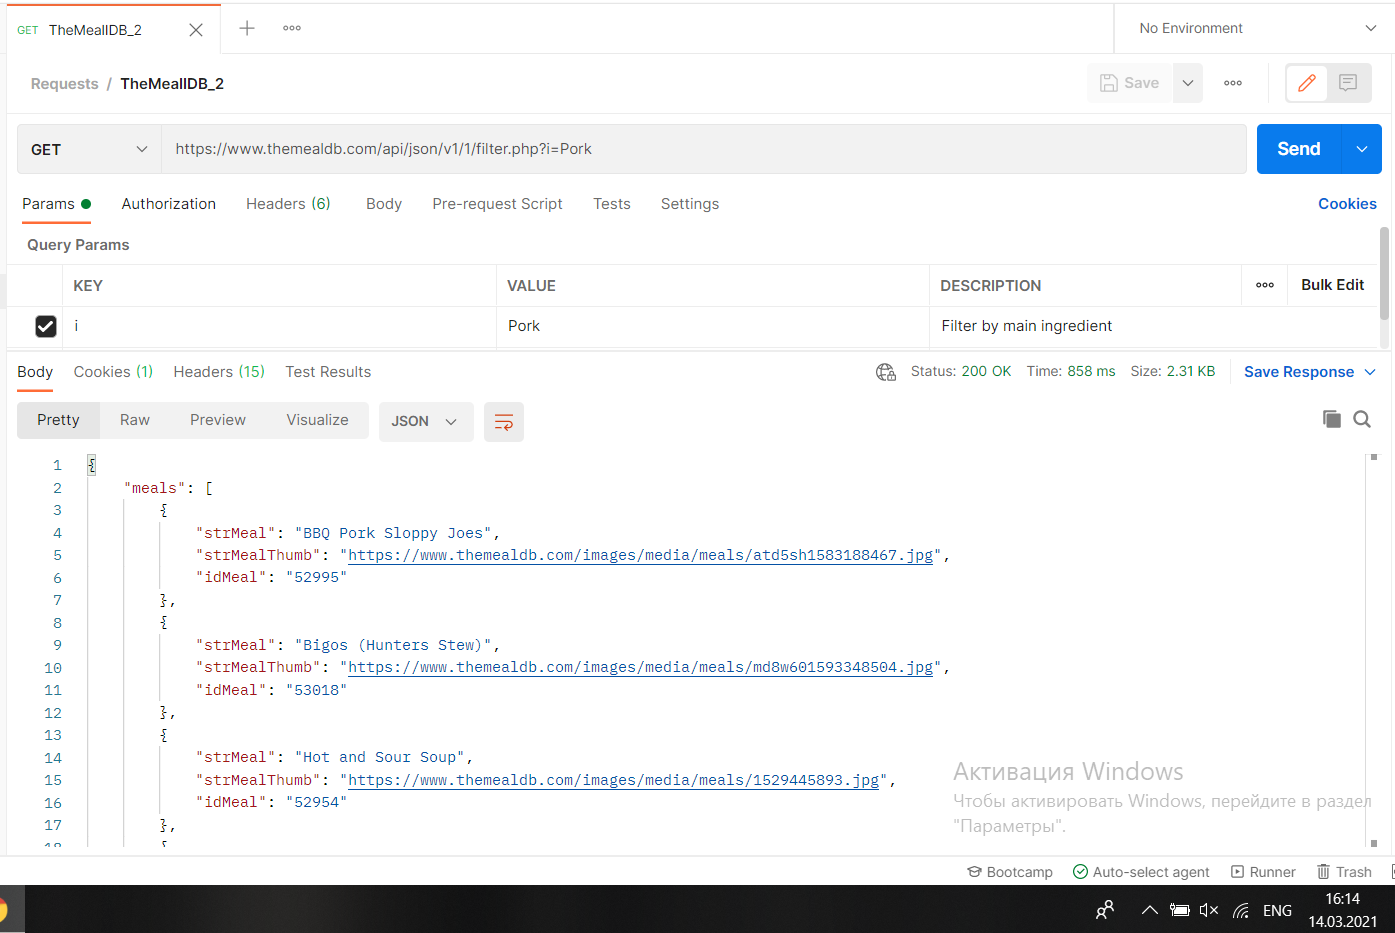 GET TheMeallDB_2
No Environment
Requests / TheMeallDB_2
Save
GET https://www.themealdb.com/api/json/v1/1/filter.php?i=Pork
Send
Params Authorization Headers (6) Body Pre-request Script Tests Settings Cookies
Query Params
KEY VALUE DESCRIPTION Bulk Edit
i Pork Filter by main ingredient
Body Cookies (1) Headers (15) Test Results Status: 200 OK Time: 858 ms Size: 2.31 KB Save Response
Pretty Raw Preview Visualize JSON
1 {
2 "meals": [
3 {
4 "strMeal": "BBQ Pork Sloppy Joes",
5 "strMealThumb": "https://www.themealdb.com/images/media/meals/atd5sh1583188467.jpg",
6 "idMeal": "52995"
7 },
8 {
9 "strMeal": "Bigos (Hunters Stew)",
10 "strMealThumb": "https://www.themealdb.com/images/media/meals/md8w601593348504.jpg",
11 "idMeal": "53018"
12 },
13 {
14 "strMeal": "Hot and Sour Soup",
15 "strMealThumb": "https://www.themealdb.com/images/media/meals/1529445893.jpg",
16 "idMeal": "52954"
17 },
18 {
Активация Windows
Чтобы активировать Windows, перейдите в раздел
"Параметры".
Bootcamp Auto-select agent Runner Trash
ENG
16:14
14.03.2021